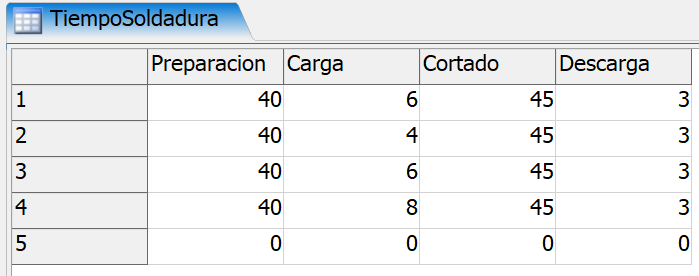 TiempoSoldadura
Preparacion Carga Cortado Descarga
1 40 6 45 3
2 40 4 45 3
3 40 6 45 3
4 40 8 45 3
5 0 0 0 0